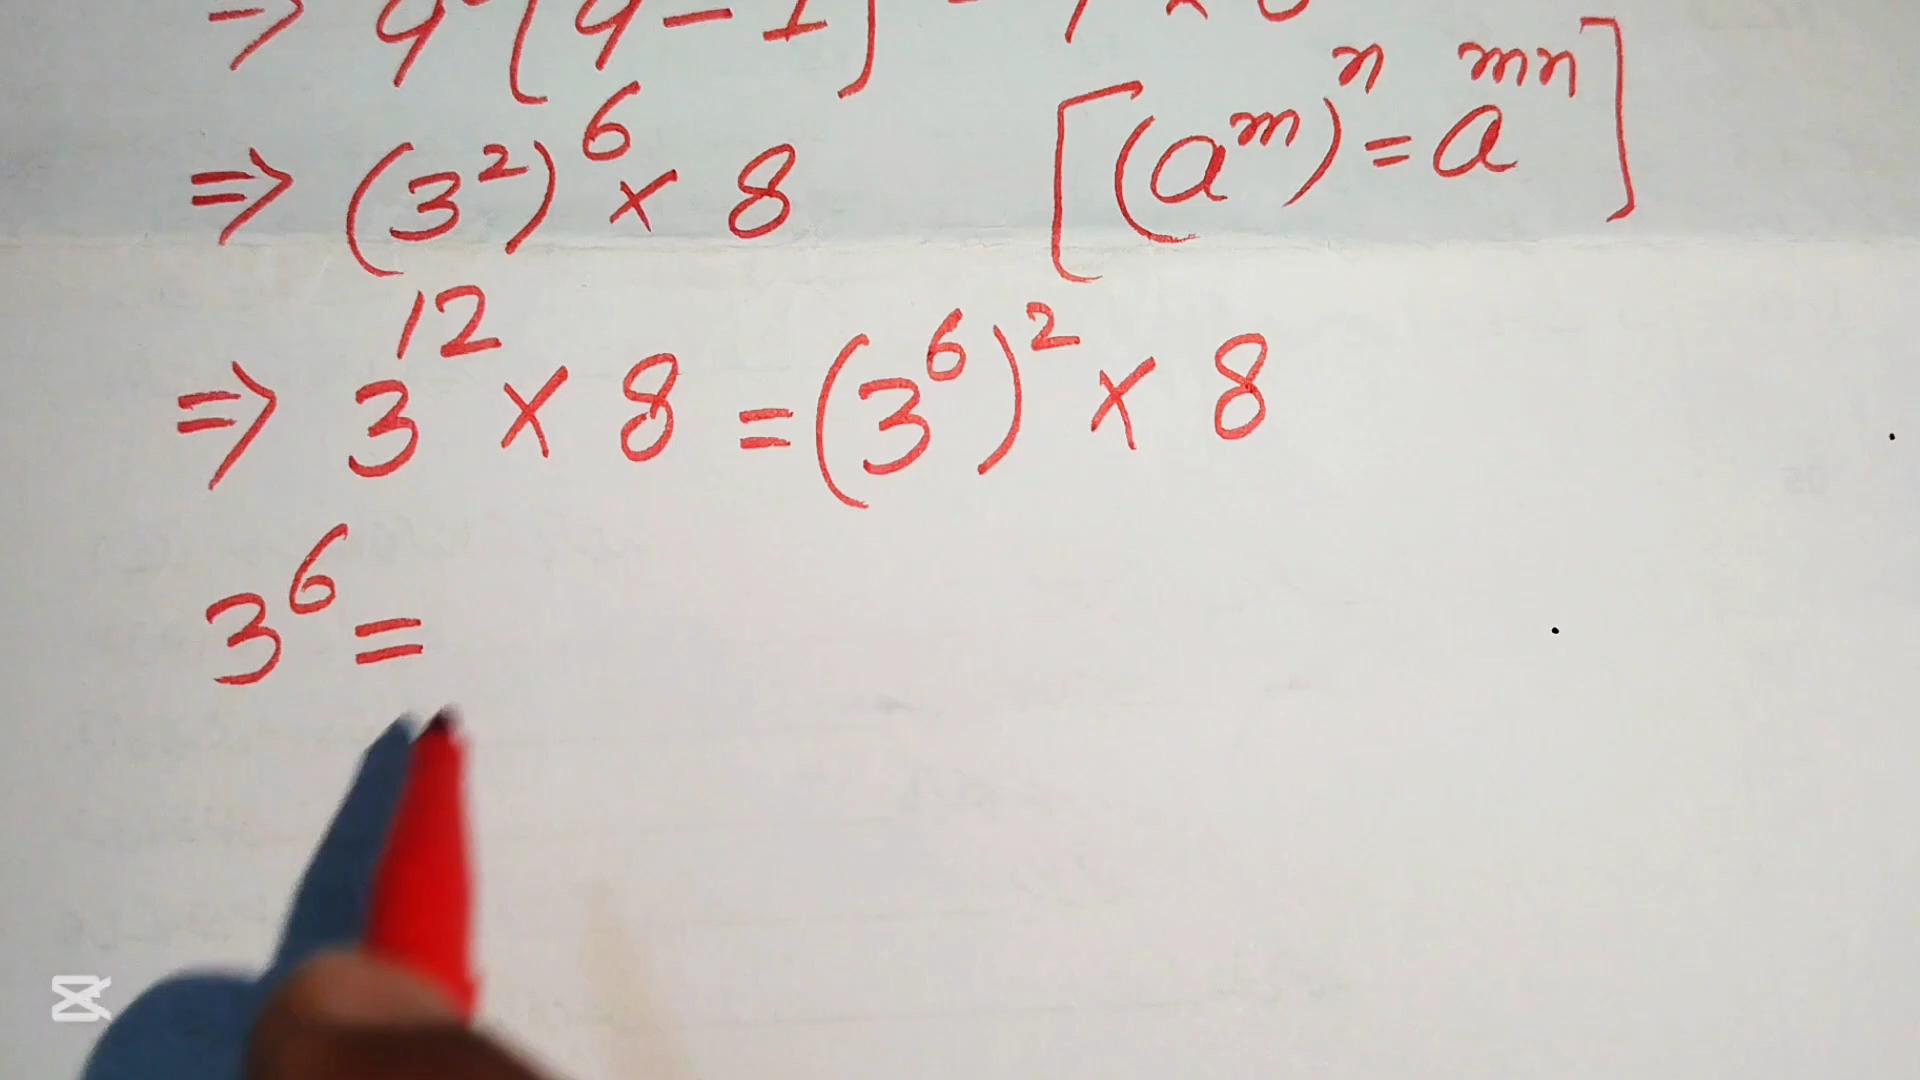 => (3²)⁶ × 8 [(aᵐ)ⁿ = aᵐⁿ]
=> 3¹² × 8 = (3⁶)² × 8
3⁶ =